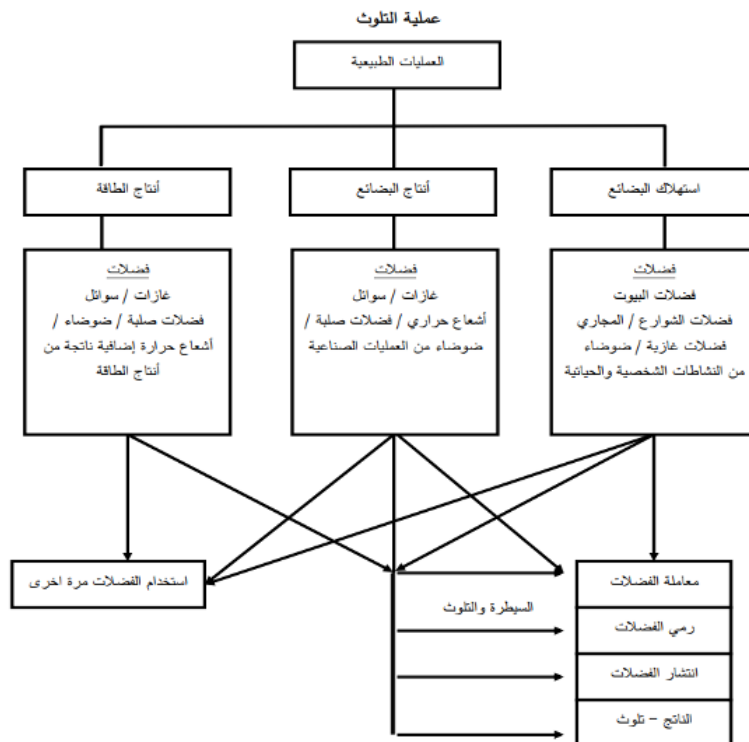 عملية التلوث
العمليات الطبيعية
استهلاك البضائع
أنتاج البضائع
أنتاج الطاقة
فضلات
فضلات البيوت
فضلات الشوارع / المجاري
فضلات غازية / ضوضاء
من النشاطات الشخصية والحياتية
فضلات
غازات / سوائل
أشعاع حراري / فضلات صلبة /
ضوضاء من العمليات الصناعية
فضلات
غازات / سوائل
فضلات صلبة / ضوضاء /
أشعاع حرارة إضافية ناتجة من
أنتاج الطاقة
معاملة الفضلات
رمي الفضلات
انتشار الفضلات
الناتج – تلوث
السيطرة والتلوث
استخدام الفضلات مرة اخرى